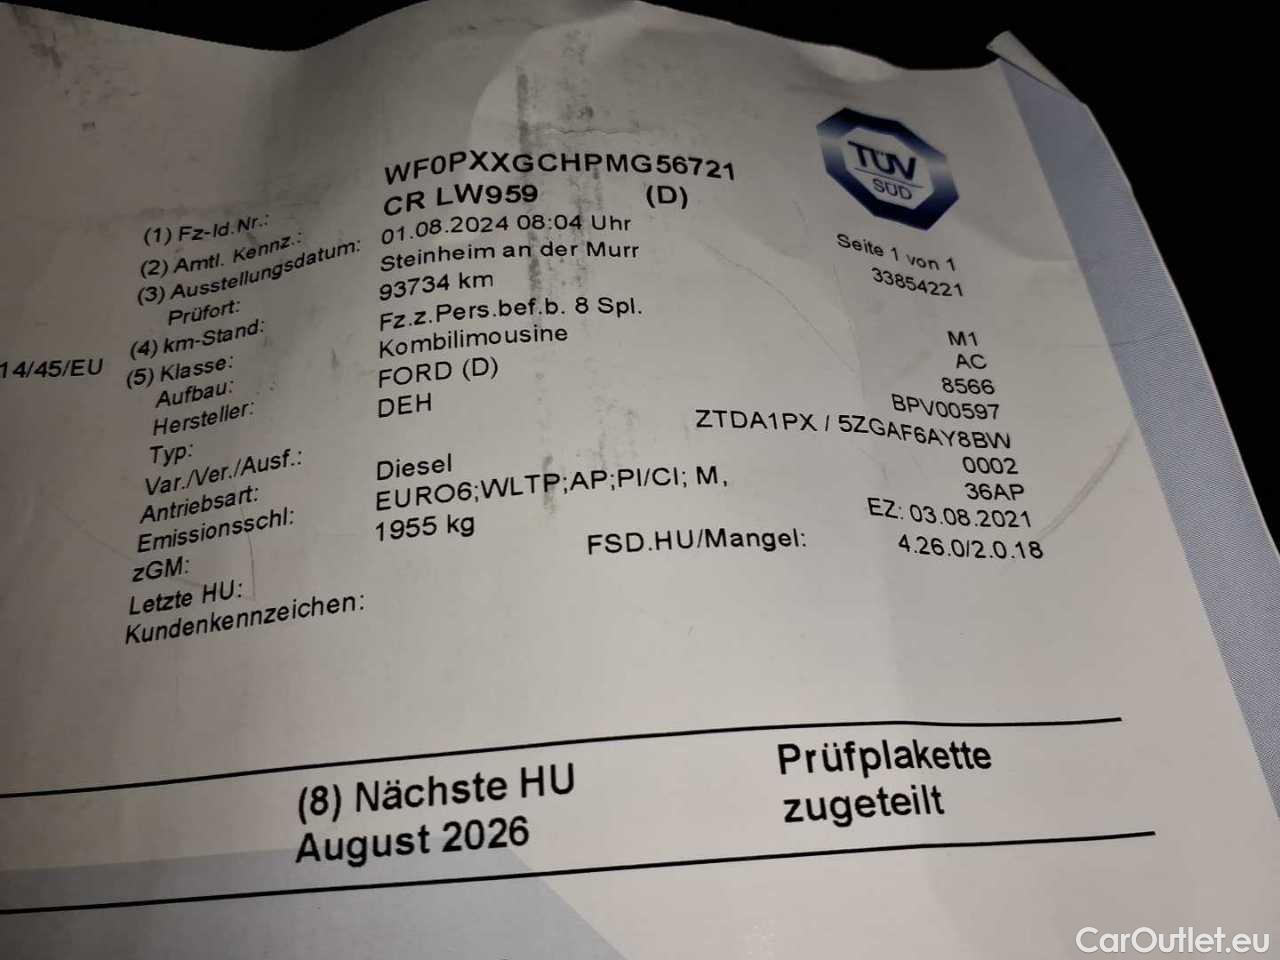 TÜV
SÜD
(1) Fz-Id.Nr.: WF0PXXGCHPMG56721
(2) Amtl. Kennz.: CR LW959 (D)
(3) Ausstellungsdatum: 01.08.2024 08:04 Uhr Seite 1 von 1
Prüfort: Steinheim an der Murr 33854221
(4) km-Stand: 93734 km
14/45/EU (5) Klasse: Fz.z.Pers.bef.b. 8 Spl. M1
Aufbau: Kombilimousine AC
Hersteller: FORD (D) 8566
Typ: DEH BPV00597
Var./Ver./Ausf.: ZTDA1PX / 5ZGAF6AY8BW
Antriebsart: Diesel 0002
Emissionsschl: EURO6;WLTP;AP;PI/CI; M, 36AP
zGM: 1955 kg EZ: 03.08.2021
Letzte HU: FSD.HU/Mangel: 4.26.0/2.0.18
Kundenkennzeichen:
(8) Nächste HU Prüfplakette
August 2026 zugeteilt
CarOutlet.eu